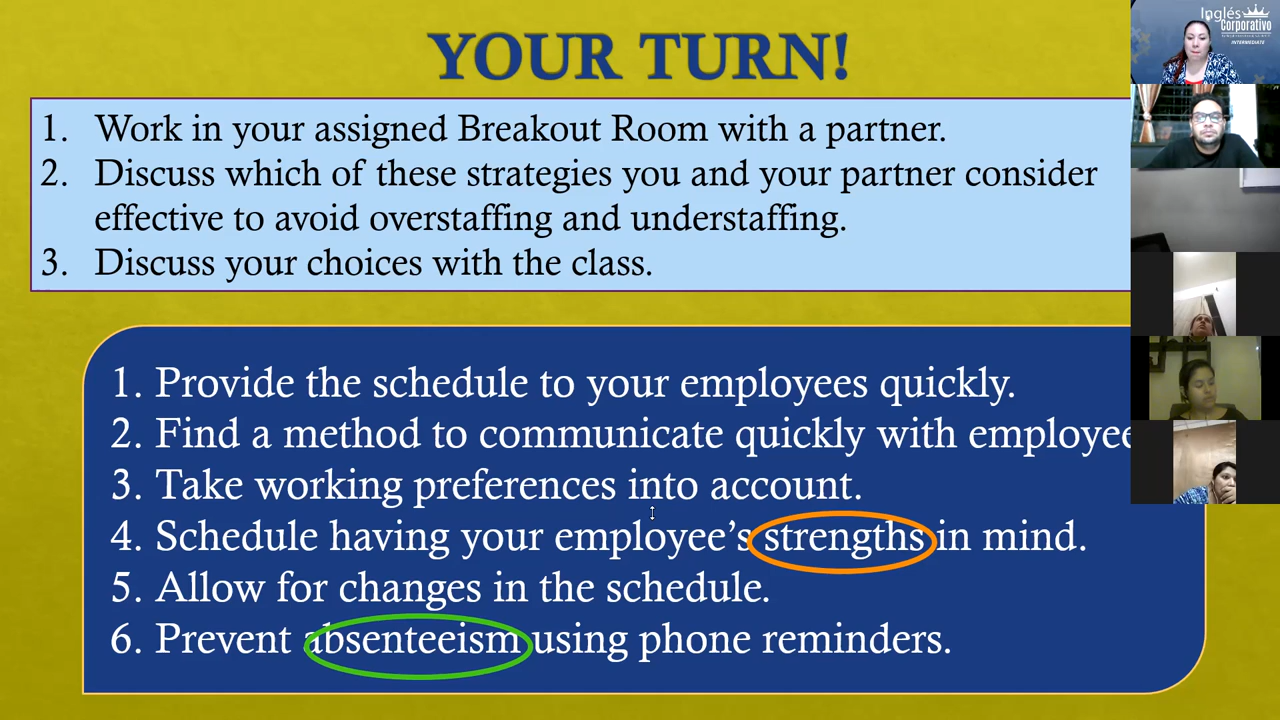 YOUR TURN!
1. Work in your assigned Breakout Room with a partner.
2. Discuss which of these strategies you and your partner consider
effective to avoid overstaffing and understaffing.
3. Discuss your choices with the class.
1. Provide the schedule to your employees quickly.
2. Find a method to communicate quickly with employee
3. Take working preferences into account.
4. Schedule having your employee's strengths in mind.
5. Allow for changes in the schedule.
6. Prevent absenteeism using phone reminders.
Inglés
Corporativo
INTERMEDIATE